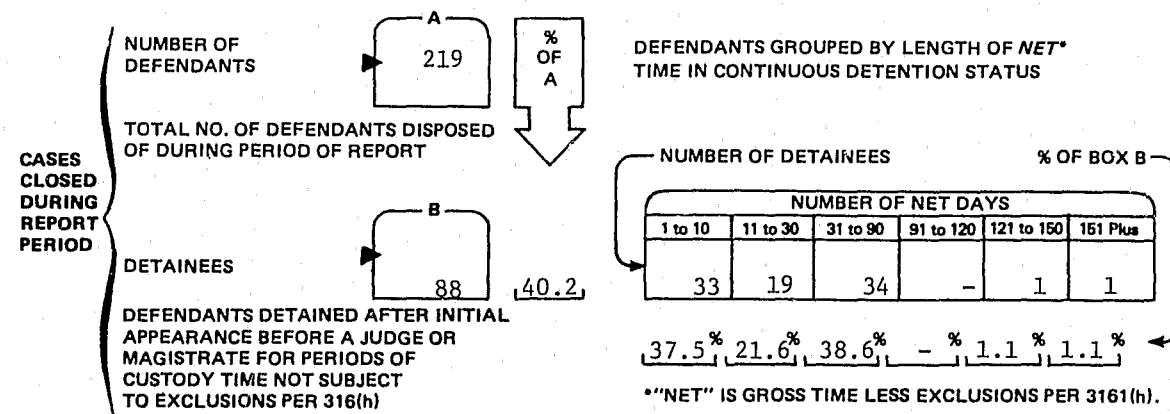 CASES
CLOSED
DURING
REPORT
PERIOD
NUMBER OF
DEFENDANTS
A
219
%
OF
A
TOTAL NO. OF DEFENDANTS DISPOSED
OF DURING PERIOD OF REPORT
DETAINEES
B
88
40.2
DEFENDANTS DETAINED AFTER INITIAL
APPEARANCE BEFORE A JUDGE OR
MAGISTRATE FOR PERIODS OF
CUSTODY TIME NOT SUBJECT
TO EXCLUSIONS PER 316(h)
DEFENDANTS GROUPED BY LENGTH OF NET*
TIME IN CONTINUOUS DETENTION STATUS
NUMBER OF DETAINEES % OF BOX B
NUMBER OF NET DAYS
1 to 10 11 to 30 31 to 90 91 to 120 121 to 150 151 Plus
33 19 34 – 1 1
37.5% 21.6% 38.6% – % 1.1 % 1.1 %
*"NET" IS GROSS TIME LESS EXCLUSIONS PER 3161(h).